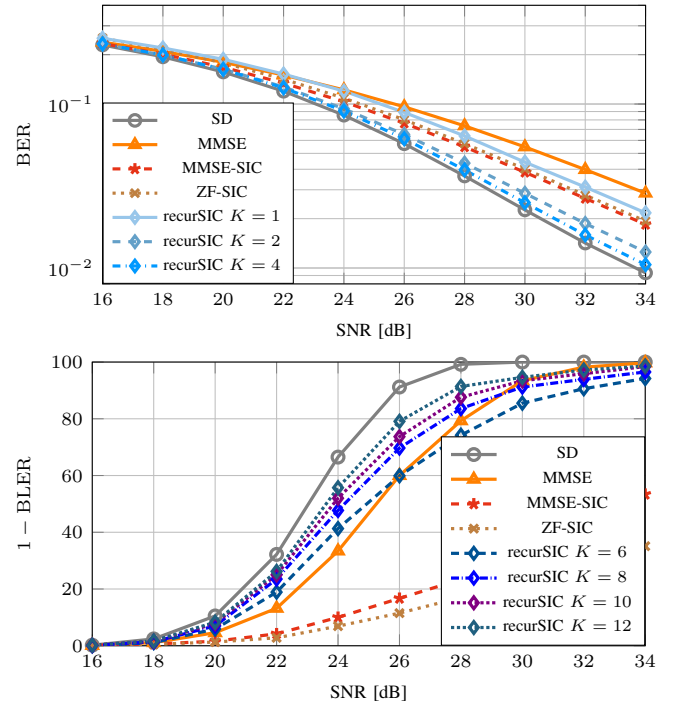 10^{-1}
10^{-2}
BER
SD
MMSE
MMSE-SIC
ZF-SIC
recurSIC K = 1
recurSIC K = 2
recurSIC K = 4
16 18 20 22 24 26 28 30 32 34
SNR [dB]
100
80
60
40
20
0
1 − BLER
SD
MMSE
MMSE-SIC
ZF-SIC
recurSIC K = 6
recurSIC K = 8
recurSIC K = 10
recurSIC K = 12
16 18 20 22 24 26 28 30 32 34
SNR [dB]